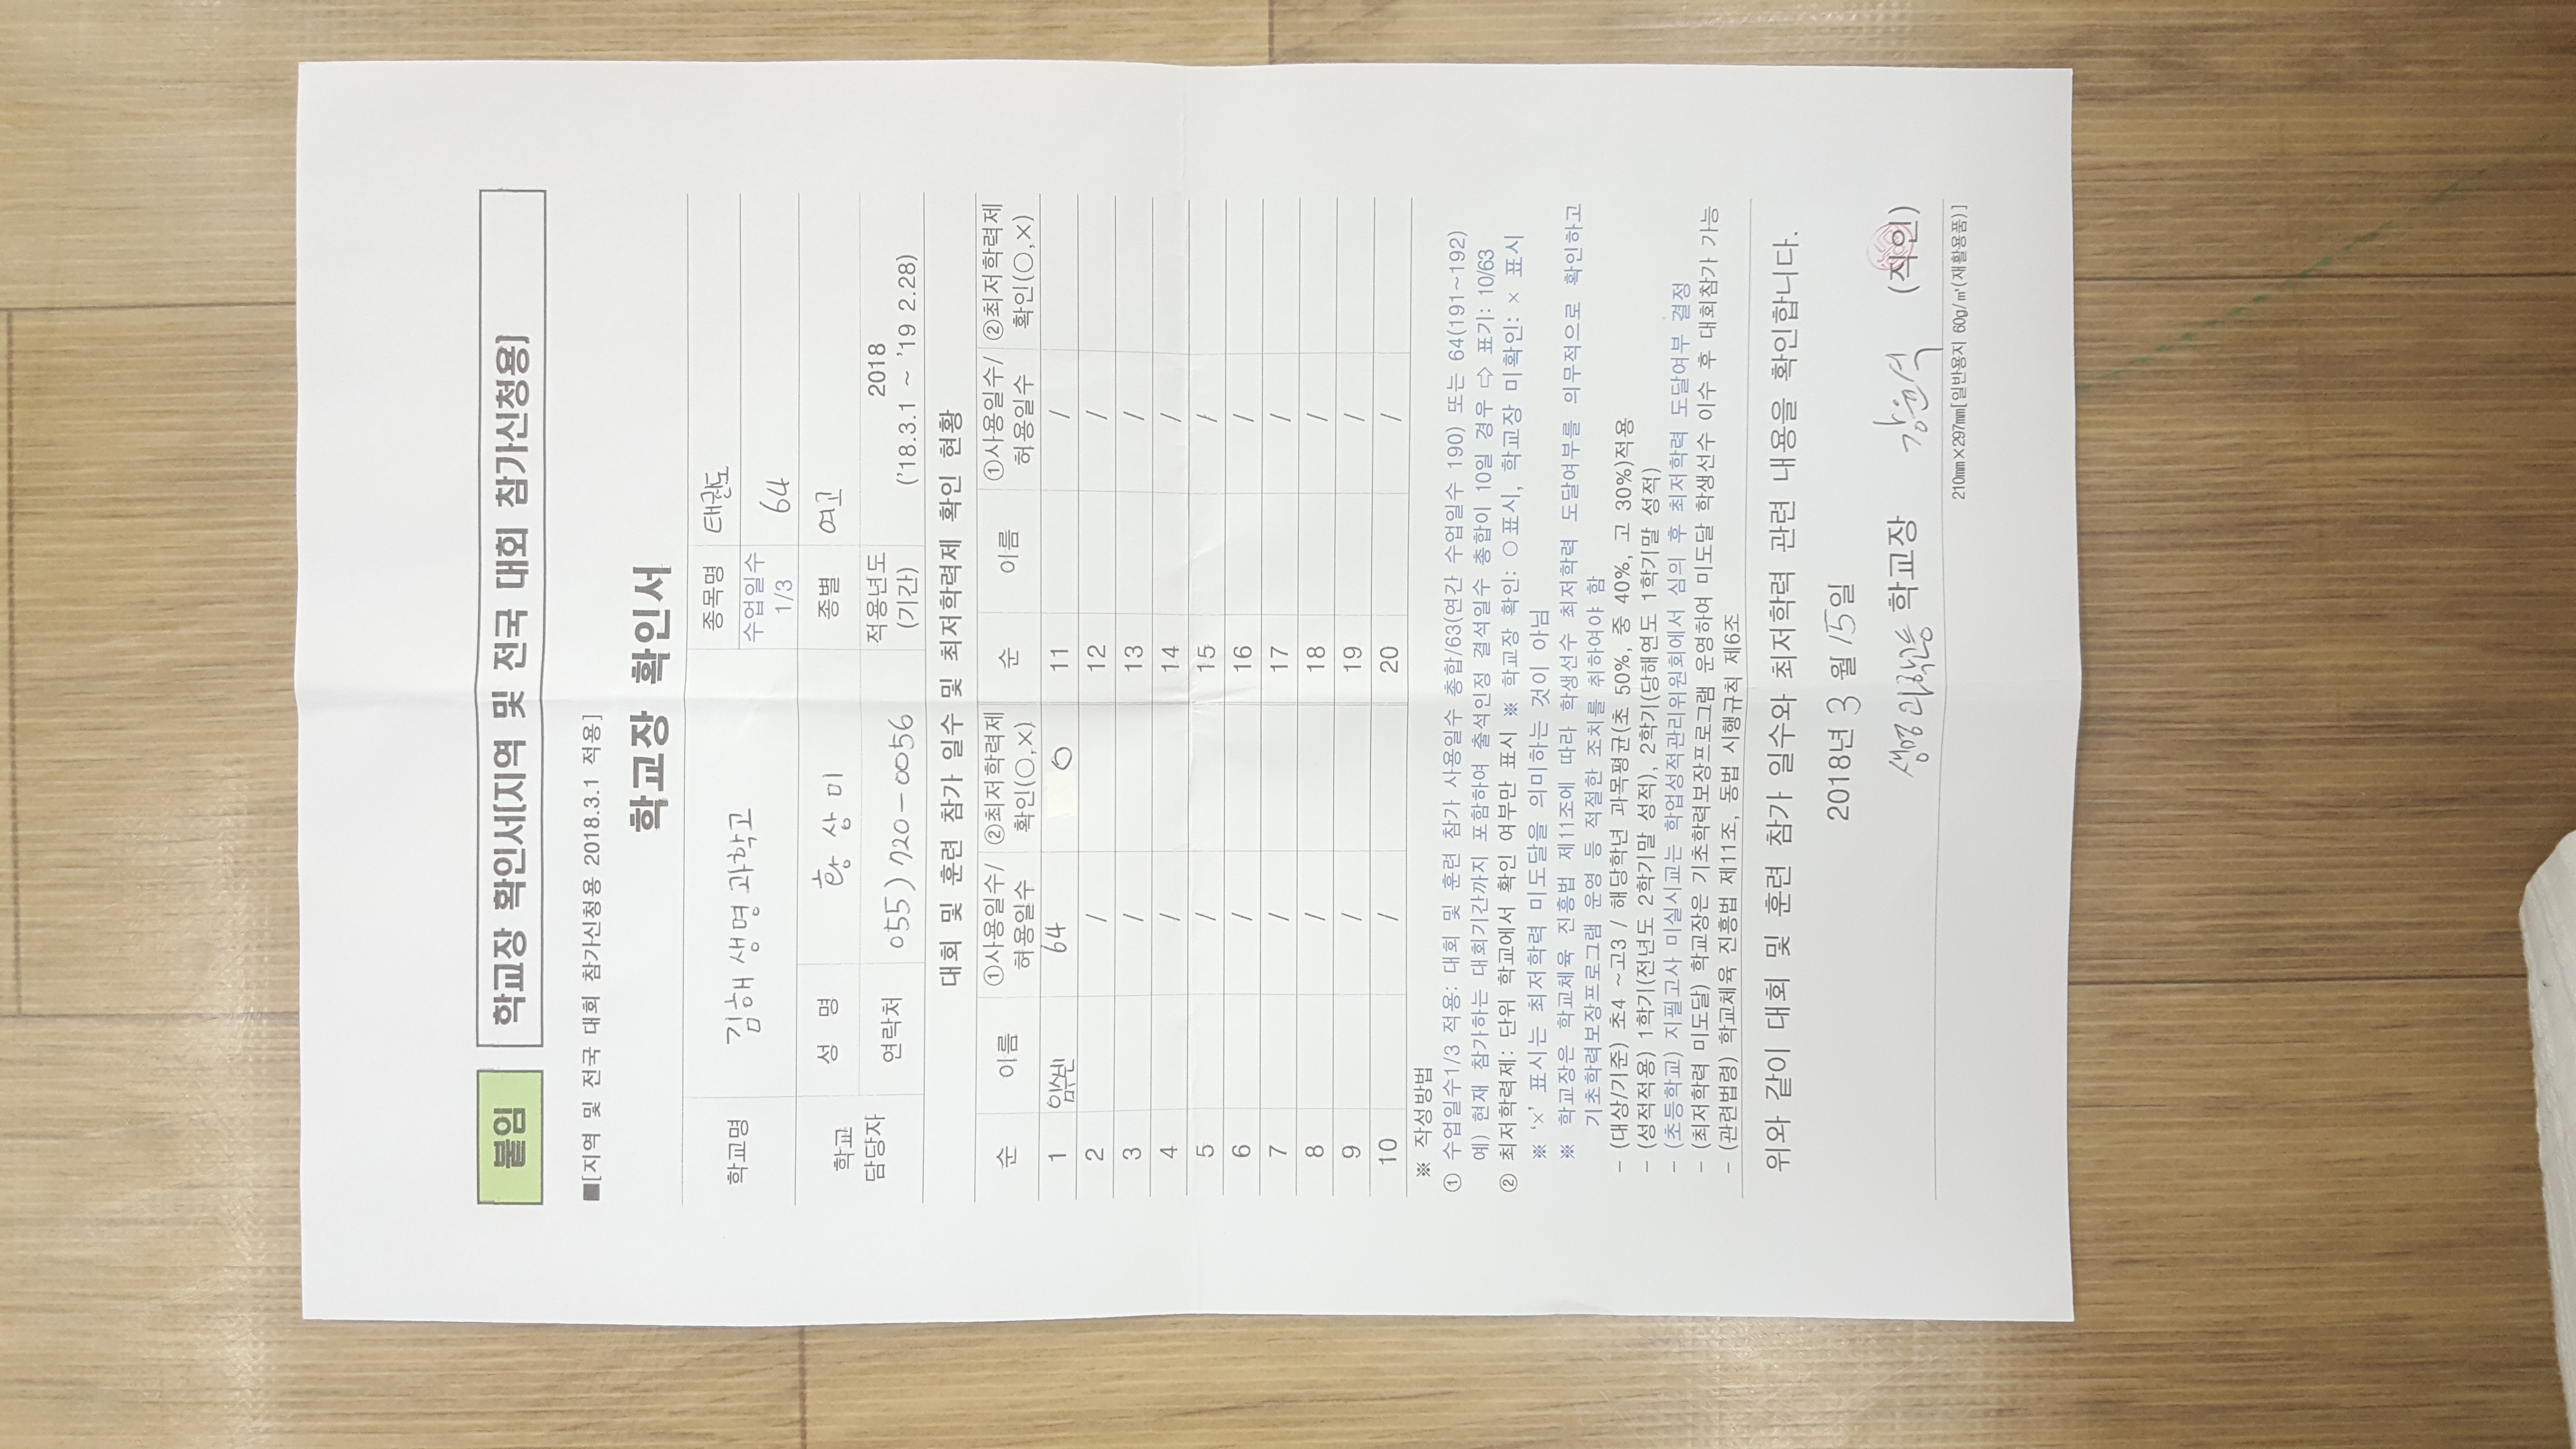 붙임 학교장 확인서[지역 및 전국 대회 참가신청용]
■[지역 및 전국 대회 참가신청용 2018.3.1 적용]
학교장 확인서
학교명 김해생명과학고 종목명 태권도
수업일수 1/3 64
학교 담당자 성 명 황상미 종별 여고
연락처 055)720-0056 적용년도 (기간) 2018 ('18.3.1 ~ '19 2.28)
대회 및 훈련 참가 일수 및 최저학력제 확인 현황
순 이름 ①사용일수/허용일수 ②최저학력제 확인(○,×) 순 이름 ①사용일수/허용일수 ②최저학력제 확인(○,×)
1 임수빈 64 ○ 11 /
2 / 12 /
3 / 13 /
4 / 14 /
5 / 15 /
6 / 16 /
7 / 17 /
8 / 18 /
9 / 19 /
10 / 20 /
※ 작성방법
① 수업일수1/3 적용: 대회 및 훈련 참가 사용일수 총합/63(연간 수업일수 190) 또는 64(191~192)
예) 현재 참가하는 대회기간까지 포함하여 출석인정 결석일수 총합이 10일 경우 ⇨ 표기: 10/63
② 최저학력제: 단위 학교에서 확인 여부만 표시 ※ 학교장 확인: ○표시, 학교장 미확인: × 표시
※ '×' 표시는 최저학력 미도달을 의미하는 것이 아님
※ 학교장은 학교체육 진흥법 제11조에 따라 학생선수 최저학력 도달여부를 의무적으로 확인하고
기초학력보장프로그램 운영 등 적절한 조치를 취하여야 함
- (대상/기준) 초4 ~고3 / 해당학년 과목평균(초 50%, 중 40%, 고 30%)적용
- (성적적용) 1학기(전년도 2학기말 성적), 2학기(당해연도 1학기말 성적)
- (초등학교) 지필고사 미실시교는 학업성적관리위원회에서 심의 후 최저학력 도달여부 결정
- (최저학력 미도달) 학교장은 기초학력보장프로그램 운영하여 미도달 학생선수 이수 후 대회참가 가능
- (관련법령) 학교체육 진흥법 제11조, 동법 시행규칙 제6조
위와 같이 대회 및 훈련 참가 일수와 최저학력 관련 내용을 확인합니다.
2018년 3 월 15일
생명과학고등 학교장 강윤석 (직인)
210㎜×297㎜[일반용지 60g/㎡(재활용품)]